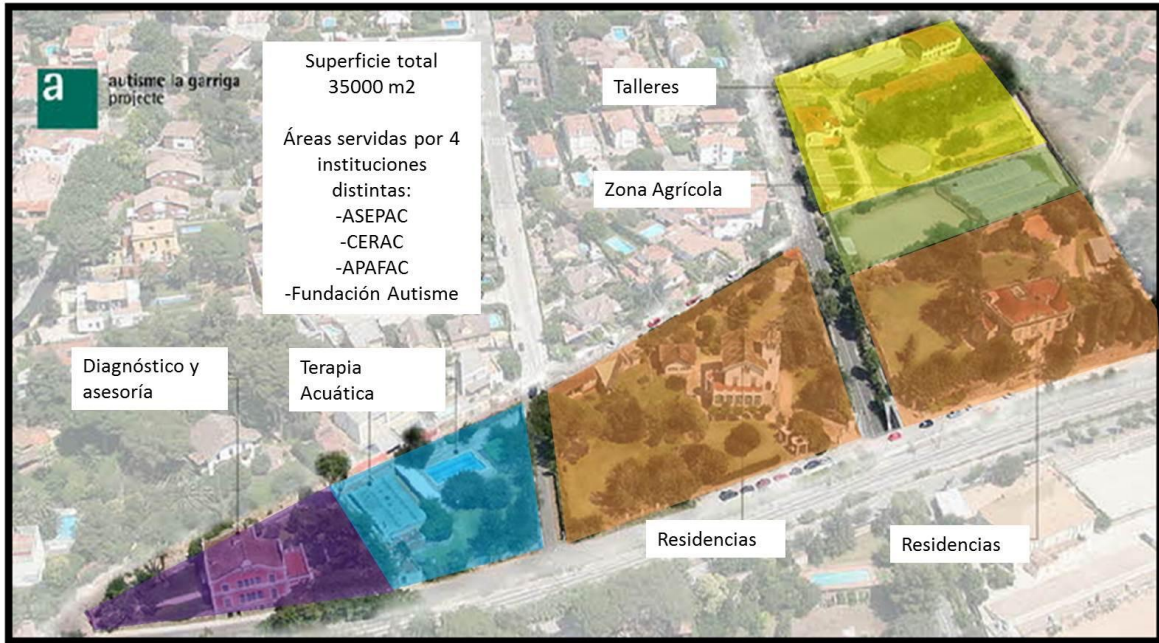 a
autisme la garriga
projecte
Superficie total
35000 m2
Áreas servidas por 4
instituciones
distintas:
-ASEPAC
-CERAC
-APAFAC
-Fundación Autisme
Talleres
Zona Agrícola
Diagnóstico y
asesoría
Terapia
Acuática
Residencias
Residencias